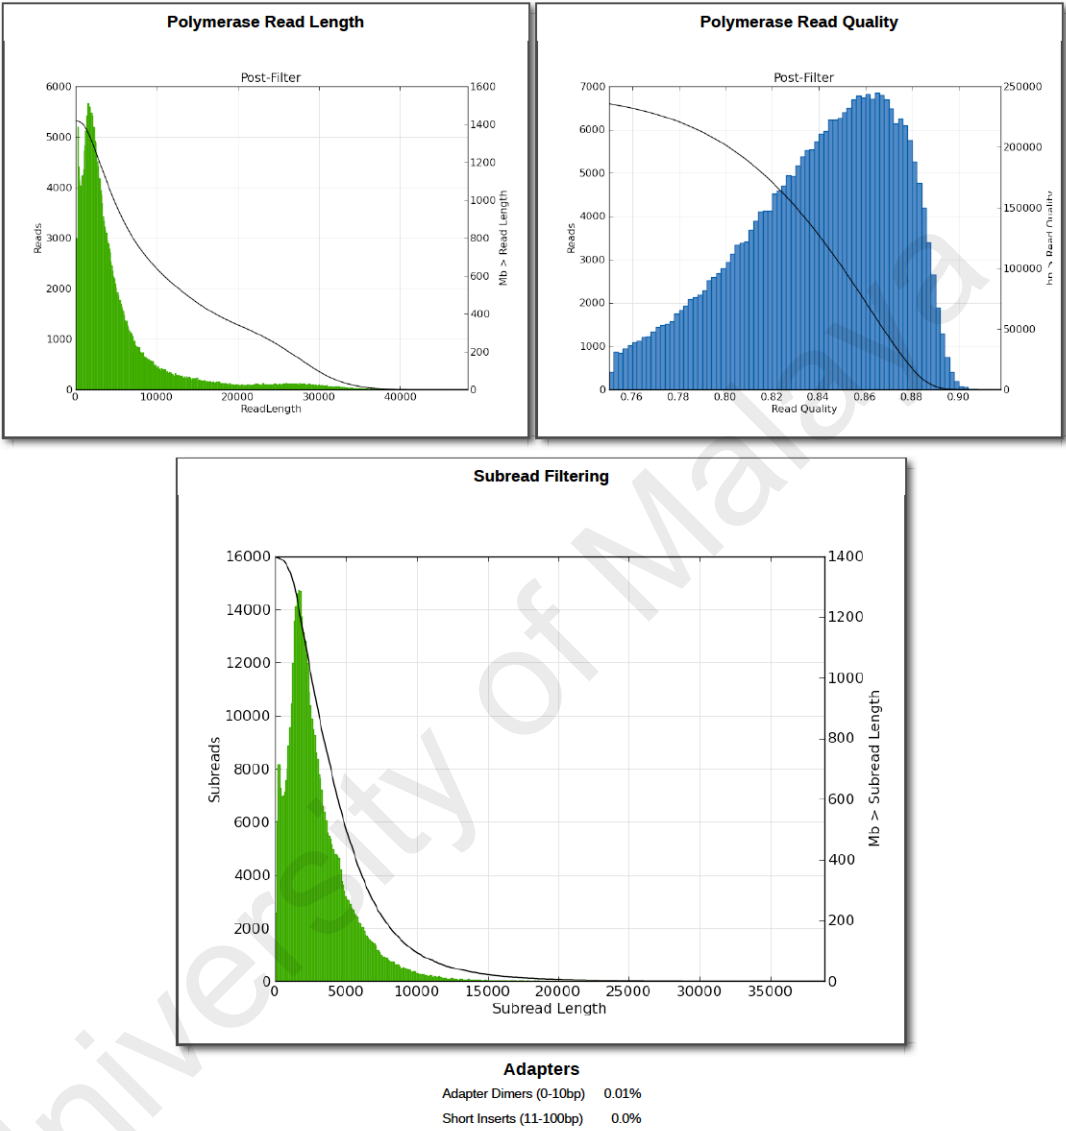 Polymerase Read Length
Post-Filter
6000
5000
4000
3000
2000
1000
0
Reads
1600
1400
1200
1000
800
600
400
200
0
Mb > Read Length
0 10000 20000 30000 40000
ReadLength
Polymerase Read Quality
Post-Filter
7000
6000
5000
4000
3000
2000
1000
0
Reads
250000
200000
150000
100000
50000
0
bp > Read Quality
0.76 0.78 0.80 0.82 0.84 0.86 0.88 0.90
Read Quality
Subread Filtering
16000
14000
12000
10000
8000
6000
4000
2000
0
Subreads
1400
1200
1000
800
600
400
200
0
Mb > Subread Length
0 5000 10000 15000 20000 25000 30000 35000
Subread Length
Adapters
Adapter Dimers (0-10bp) 0.01%
Short Inserts (11-100bp) 0.0%
University of Malaya